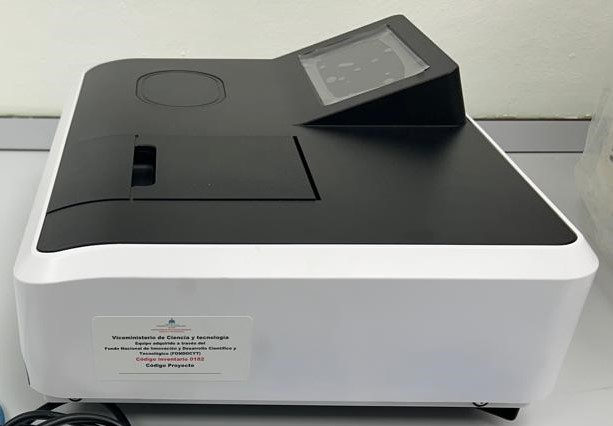 Viceministerio de Ciencia y tecnología
Equipo adquirido a través del
Fondo Nacional de Innovación y Desarrollo Científico y
Tecnológico (FONDOCYT)
Código Inventario 0182
Código Proyecto